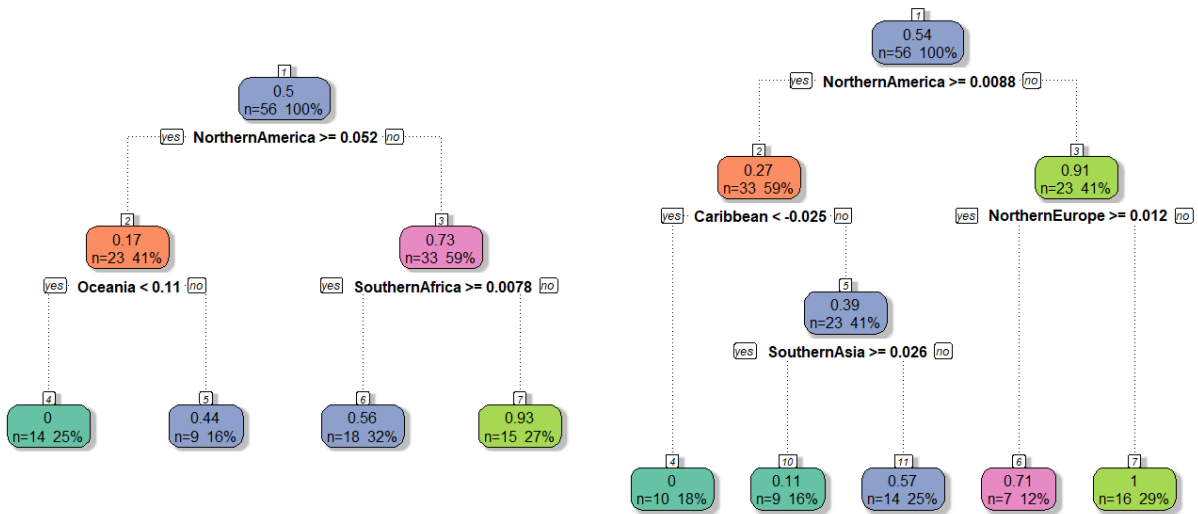 1
0.5
n=56 100%
yes NorthernAmerica >= 0.052 no
2
0.17
n=23 41%
yes Oceania < 0.11 no
3
0.73
n=33 59%
yes SouthernAfrica >= 0.0078 no
4
0
n=14 25%
5
0.44
n=9 16%
6
0.56
n=18 32%
7
0.93
n=15 27%
1
0.54
n=56 100%
yes NorthernAmerica >= 0.0088 no
2
0.27
n=33 59%
yes Caribbean < -0.025 no
3
0.91
n=23 41%
yes NorthernEurope >= 0.012 no
5
0.39
n=23 41%
yes SouthernAsia >= 0.026 no
4
0
n=10 18%
10
0.11
n=9 16%
11
0.57
n=14 25%
6
0.71
n=7 12%
7
1
n=16 29%